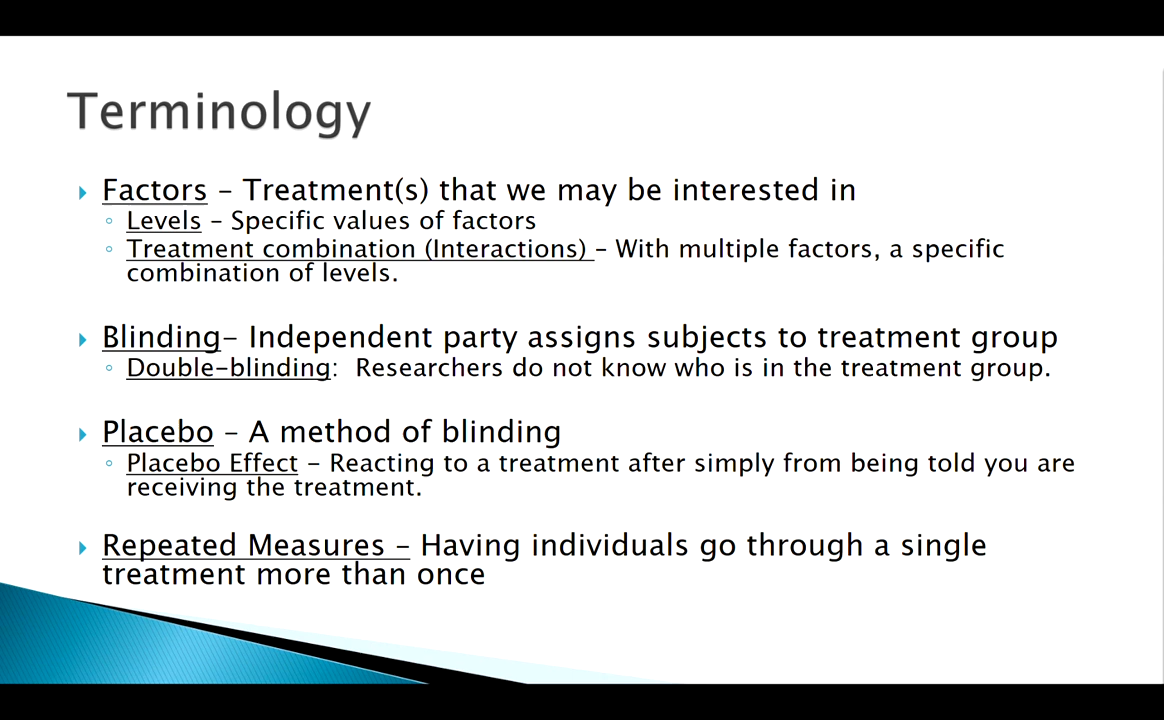 Terminology
Factors – Treatment(s) that we may be interested in
Levels – Specific values of factors
Treatment combination (Interactions) – With multiple factors, a specific
combination of levels.
Blinding– Independent party assigns subjects to treatment group
Double-blinding:  Researchers do not know who is in the treatment group.
Placebo – A method of blinding
Placebo Effect – Reacting to a treatment after simply from being told you are
receiving the treatment.
Repeated Measures – Having individuals go through a single
treatment more than once